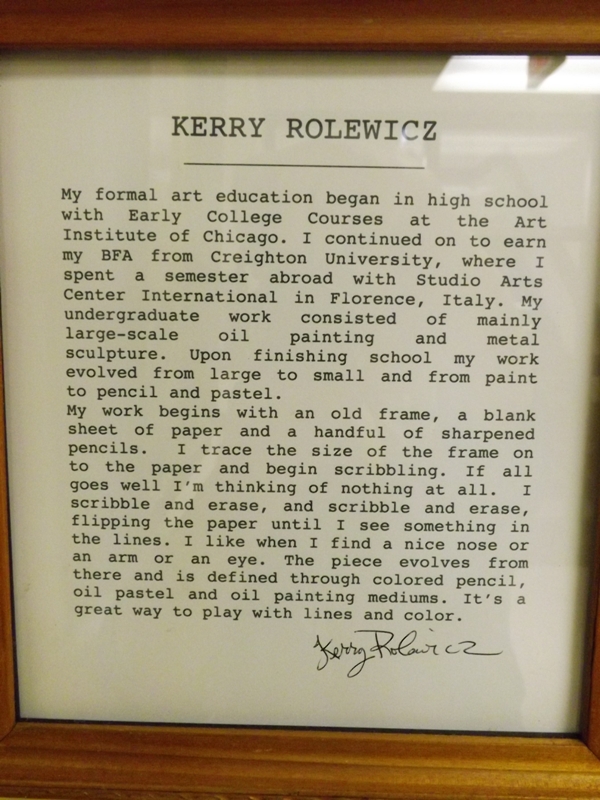 KERRY ROLEWICZ
My formal art education began in high school
with Early College Courses at the Art
Institute of Chicago. I continued on to earn
my BFA from Creighton University, where I
spent a semester abroad with Studio Arts
Center International in Florence, Italy. My
undergraduate work consisted of mainly
large-scale oil painting and metal
sculpture. Upon finishing school my work
evolved from large to small and from paint
to pencil and pastel.
My work begins with an old frame, a blank
sheet of paper and a handful of sharpened
pencils. I trace the size of the frame on
to the paper and begin scribbling. If all
goes well I'm thinking of nothing at all. I
scribble and erase, and scribble and erase,
flipping the paper until I see something in
the lines. I like when I find a nice nose or
an arm or an eye. The piece evolves from
there and is defined through colored pencil,
oil pastel and oil painting mediums. It's a
great way to play with lines and color.
Kerry Rolewicz